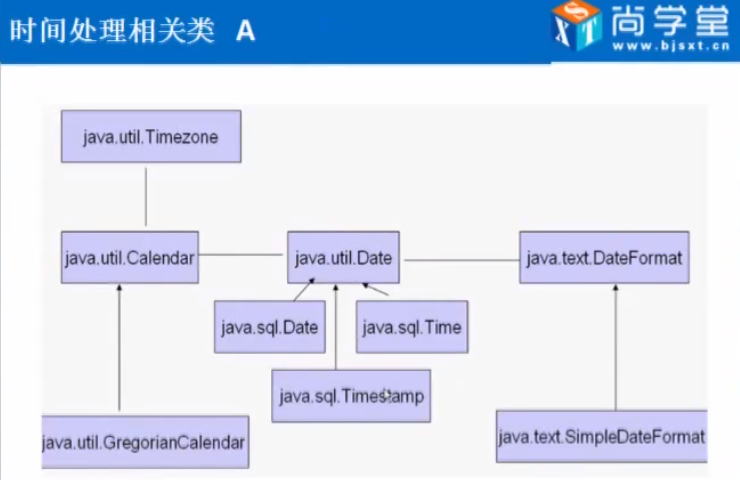 时间处理相关类 A
尚学堂
XST
www.bjsxt.cn
java.util.Timezone
java.util.Calendar
java.util.Date
java.text.DateFormat
java.sql.Date
java.sql.Time
java.sql.Timestamp
java.util.GregorianCalendar
java.text.SimpleDateFormat